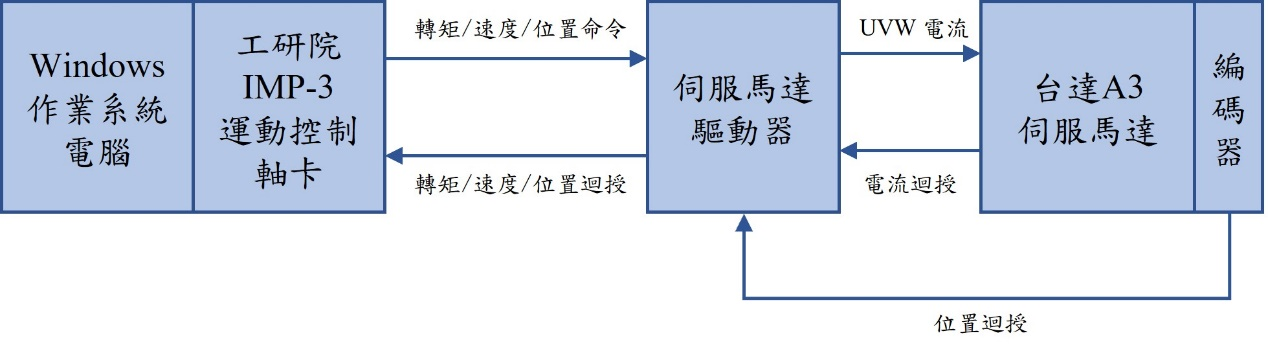 Windows
作業系統
電腦
工研院
IMP-3
運動控制
軸卡
轉矩/速度/位置命令
轉矩/速度/位置迴授
伺服馬達
驅動器
UVW 電流
電流迴授
台達A3
伺服馬達
編
碼
器
位置迴授